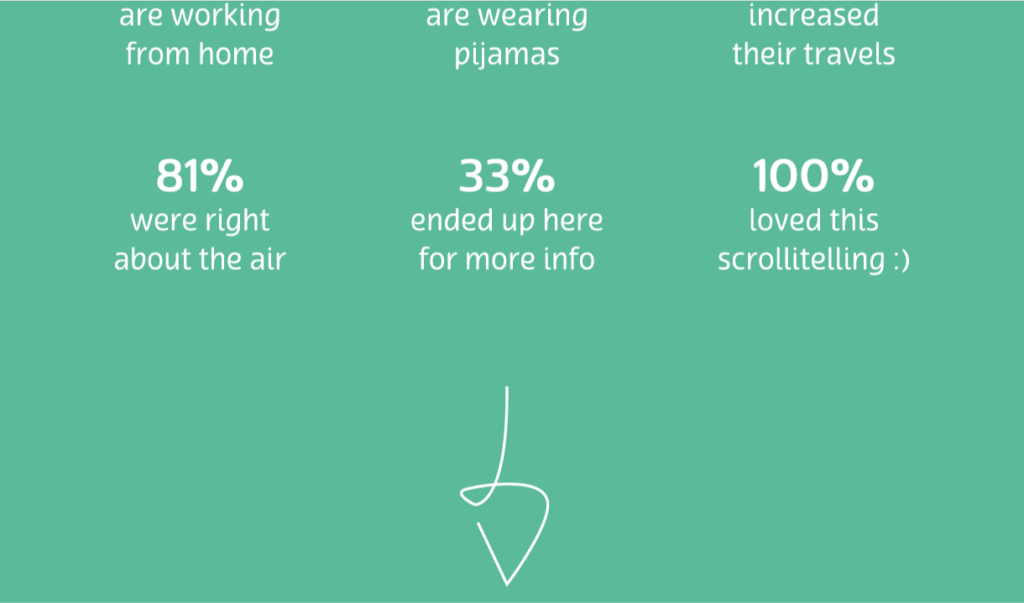 are working
from home
are wearing
pijamas
increased
their travels
81%
were right
about the air
33%
ended up here
for more info
100%
loved this
scrollitelling :)